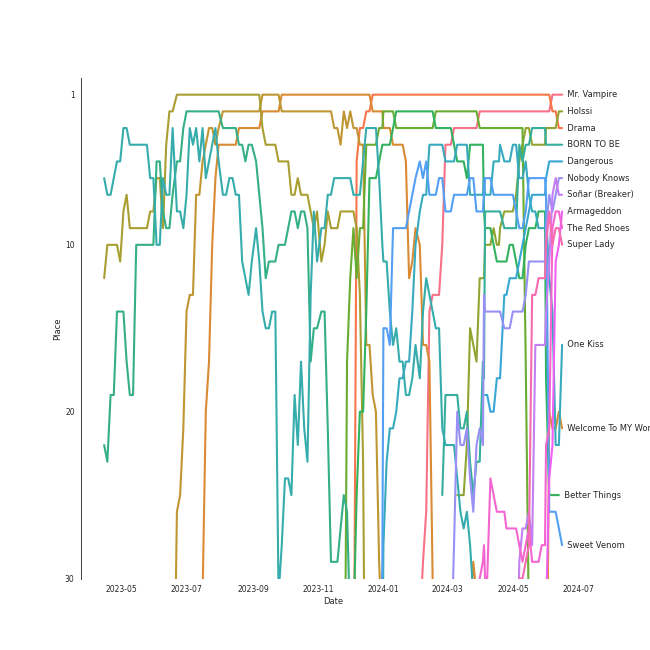 1
10
20
30
Place
2023-05
2023-07
2023-09
2023-11
2024-01
2024-03
2024-05
2024-07
Date
Mr. Vampire
Holssi
Drama
BORN TO BE
Dangerous
Nobody Knows
Soñar (Breaker)
Armageddon
The Red Shoes
Super Lady
One Kiss
Welcome To MY Wor
Better Things
Sweet Venom